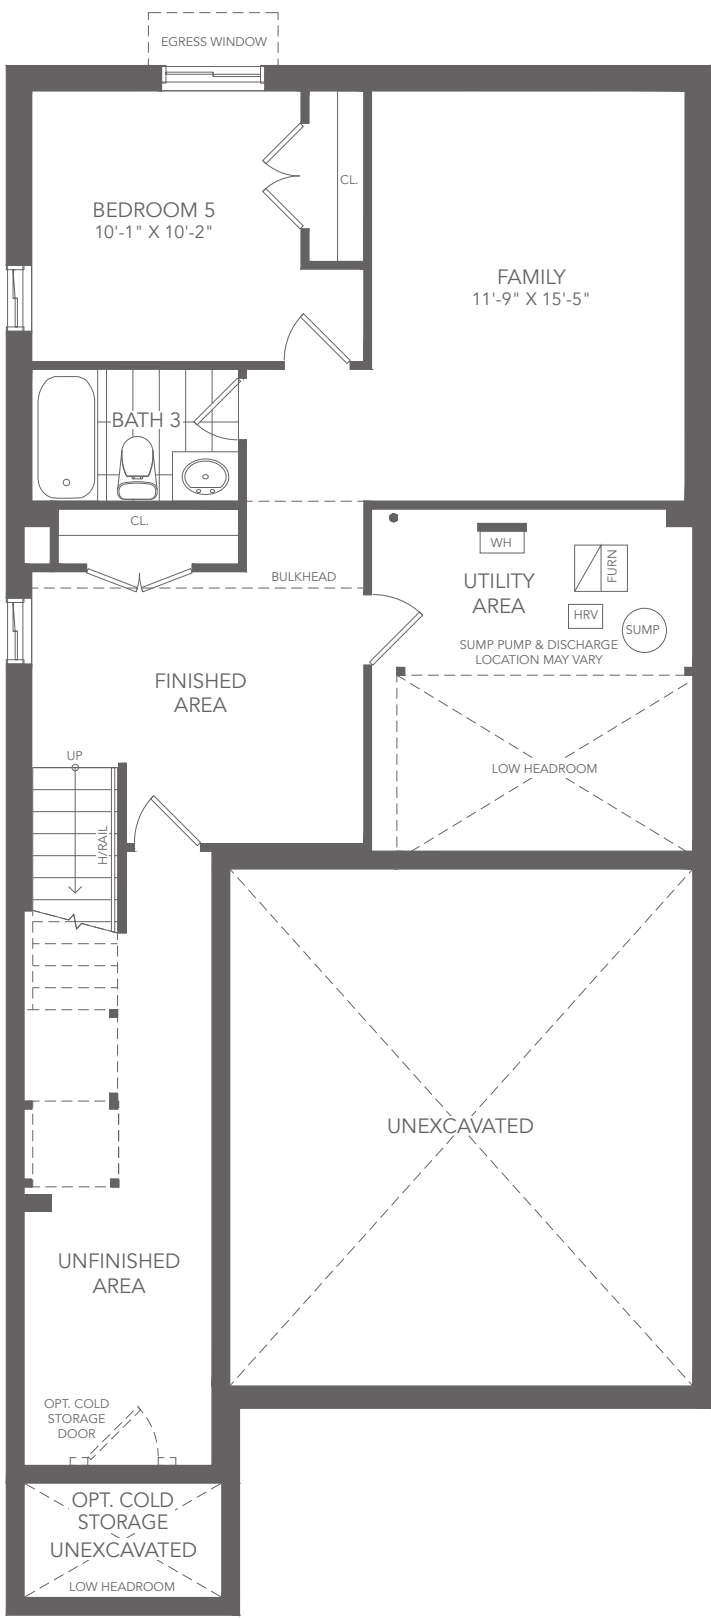 EGRESS WINDOW
CL.
BEDROOM 5
10'-1" X 10'-2"
FAMILY
11'-9" X 15'-5"
BATH 3
CL.
WH
FURN
BULKHEAD
UTILITY
AREA
HRV
SUMP
SUMP PUMP & DISCHARGE
LOCATION MAY VARY
FINISHED
AREA
UP
LOW HEADROOM
H/RAIL
UNEXCAVATED
UNFINISHED
AREA
OPT. COLD
STORAGE
DOOR
OPT. COLD
STORAGE
UNEXCAVATED
LOW HEADROOM